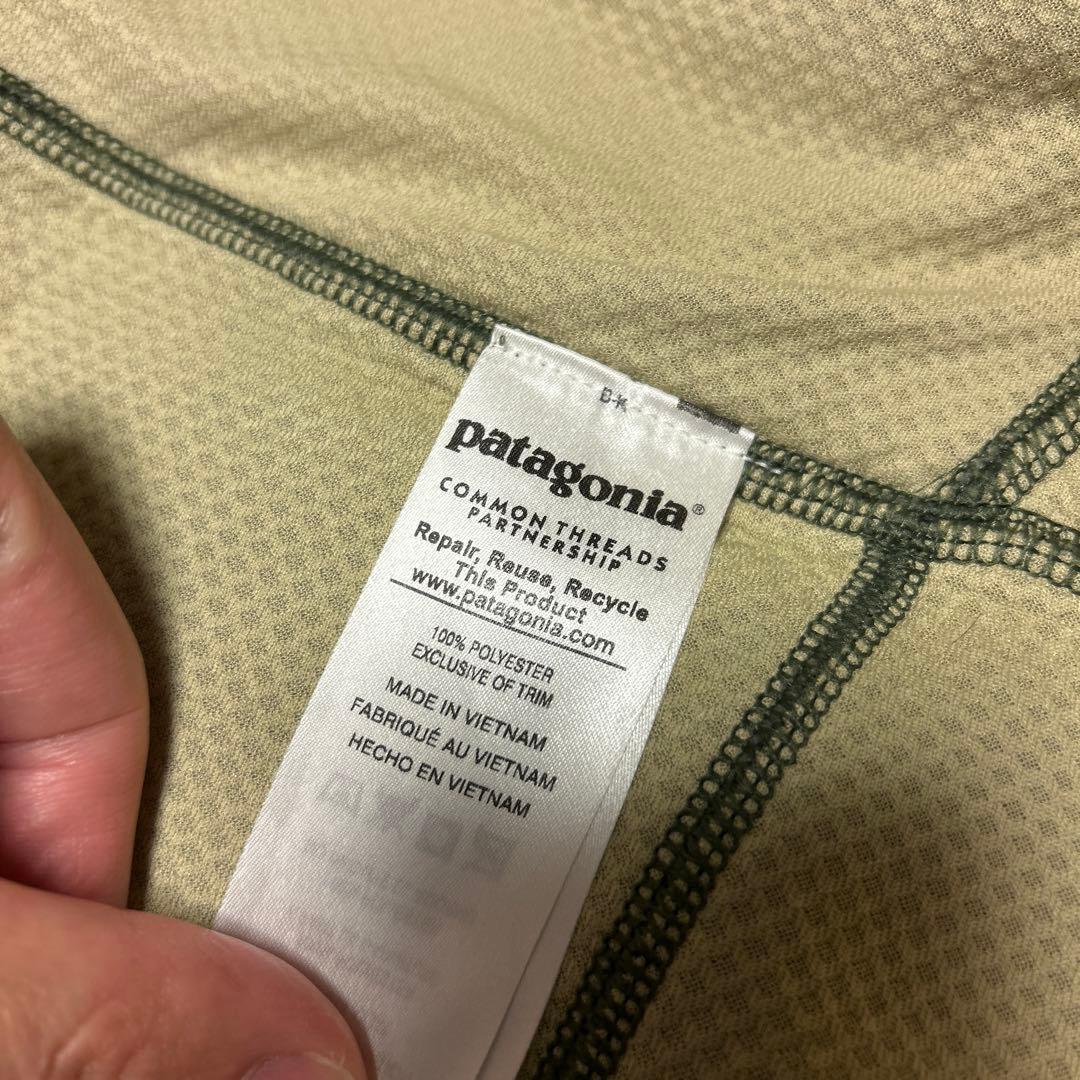 patagonia®
COMMON THREADS
PARTNERSHIP
Repair, Reuse, Recycle
This Product
www.patagonia.com
100% POLYESTER
EXCLUSIVE OF TRIM
MADE IN VIETNAM
FABRIQUÉ AU VIETNAM
HECHO EN VIETNAM